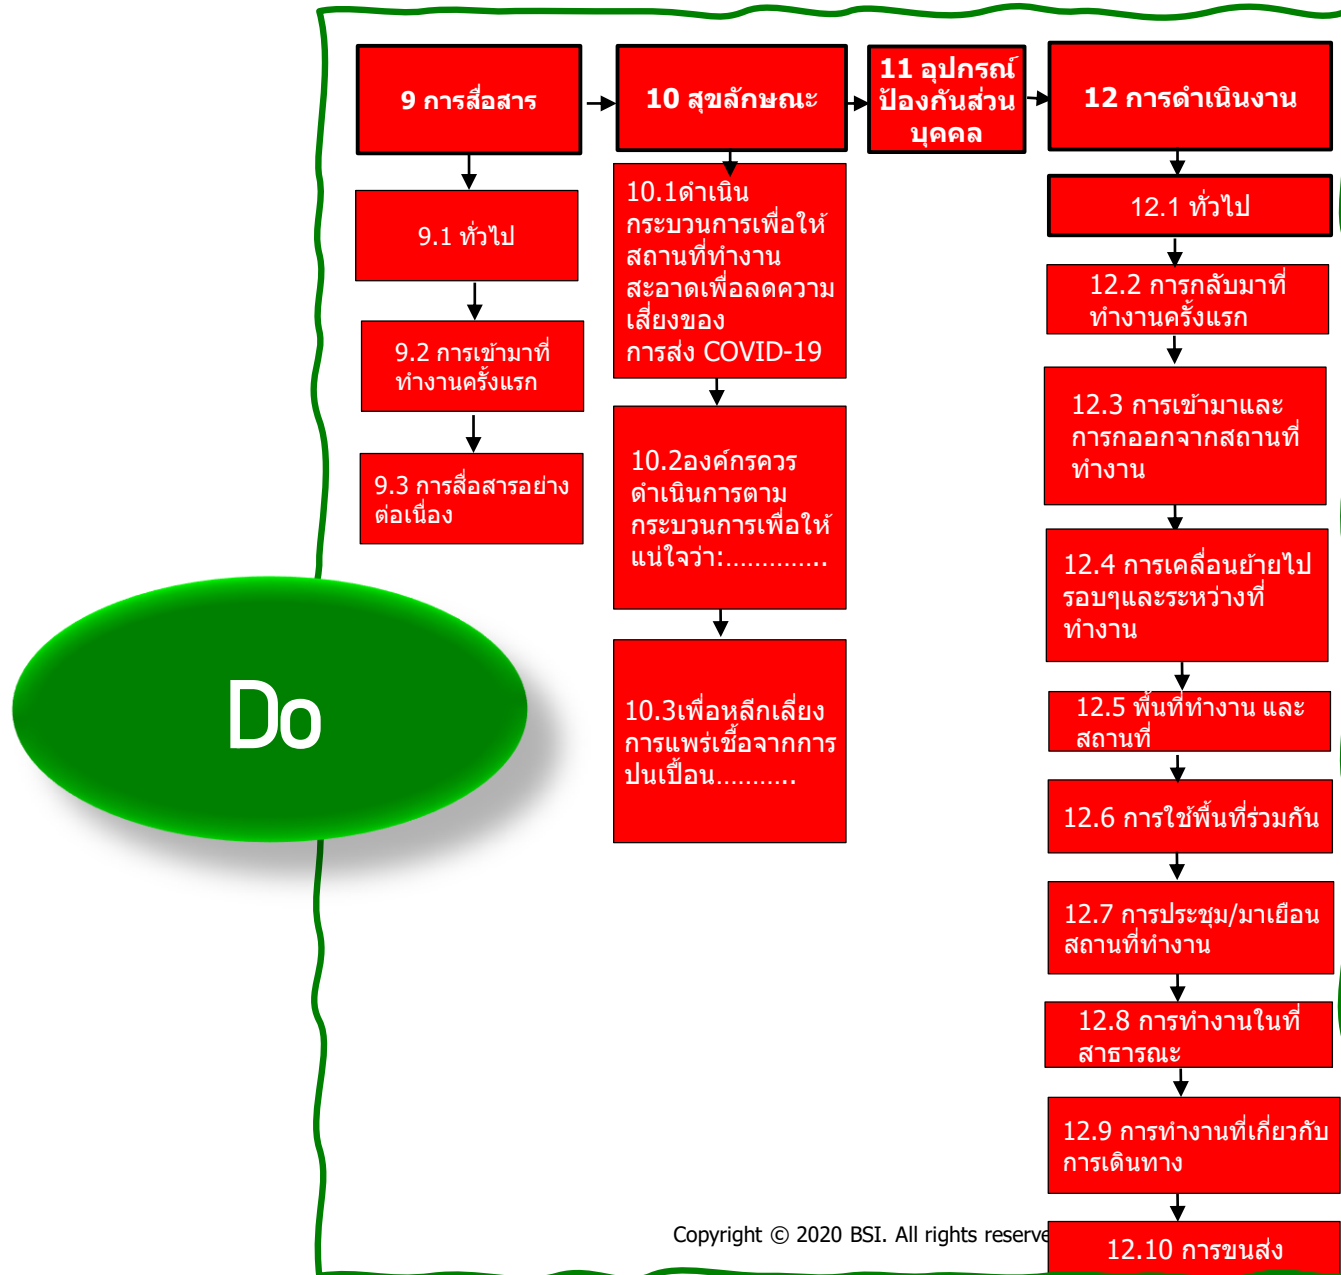 9 การสื่อสาร
10 สุขลักษณะ
11 อุปกรณ์
ป้องกันส่วน
บุคคล
12 การดำเนินงาน
9.1 ทั่วไป
9.2 การเข้ามาที่
ทำงานครั้งแรก
9.3 การสื่อสารอย่าง
ต่อเนื่อง
10.1ดำเนิน
กระบวนการเพื่อให้
สถานที่ทำงาน
สะอาดเพื่อลดความ
เสี่ยงของ
การส่ง COVID-19
10.2องค์กรควร
ดำเนินการตาม
กระบวนการเพื่อให้
แน่ใจว่า:..............
10.3เพื่อหลีกเลี่ยง
การแพร่เชื้อจากการ
ปนเปื้อน...........
12.1 ทั่วไป
12.2 การกลับมาที่
ทำงานครั้งแรก
12.3 การเข้ามาและ
การกออกจากสถานที่
ทำงาน
12.4 การเคลื่อนย้ายไป
รอบๆและระหว่างที่
ทำงาน
12.5 พื้นที่ทำงาน และ
สถานที่
12.6 การใช้พื้นที่ร่วมกัน
12.7 การประชุม/มาเยือน
สถานที่ทำงาน
12.8 การทำงานในที่
สาธารณะ
12.9 การทำงานที่เกี่ยวกับ
การเดินทาง
12.10 การขนส่ง
Do
Copyright © 2020 BSI. All rights reserve